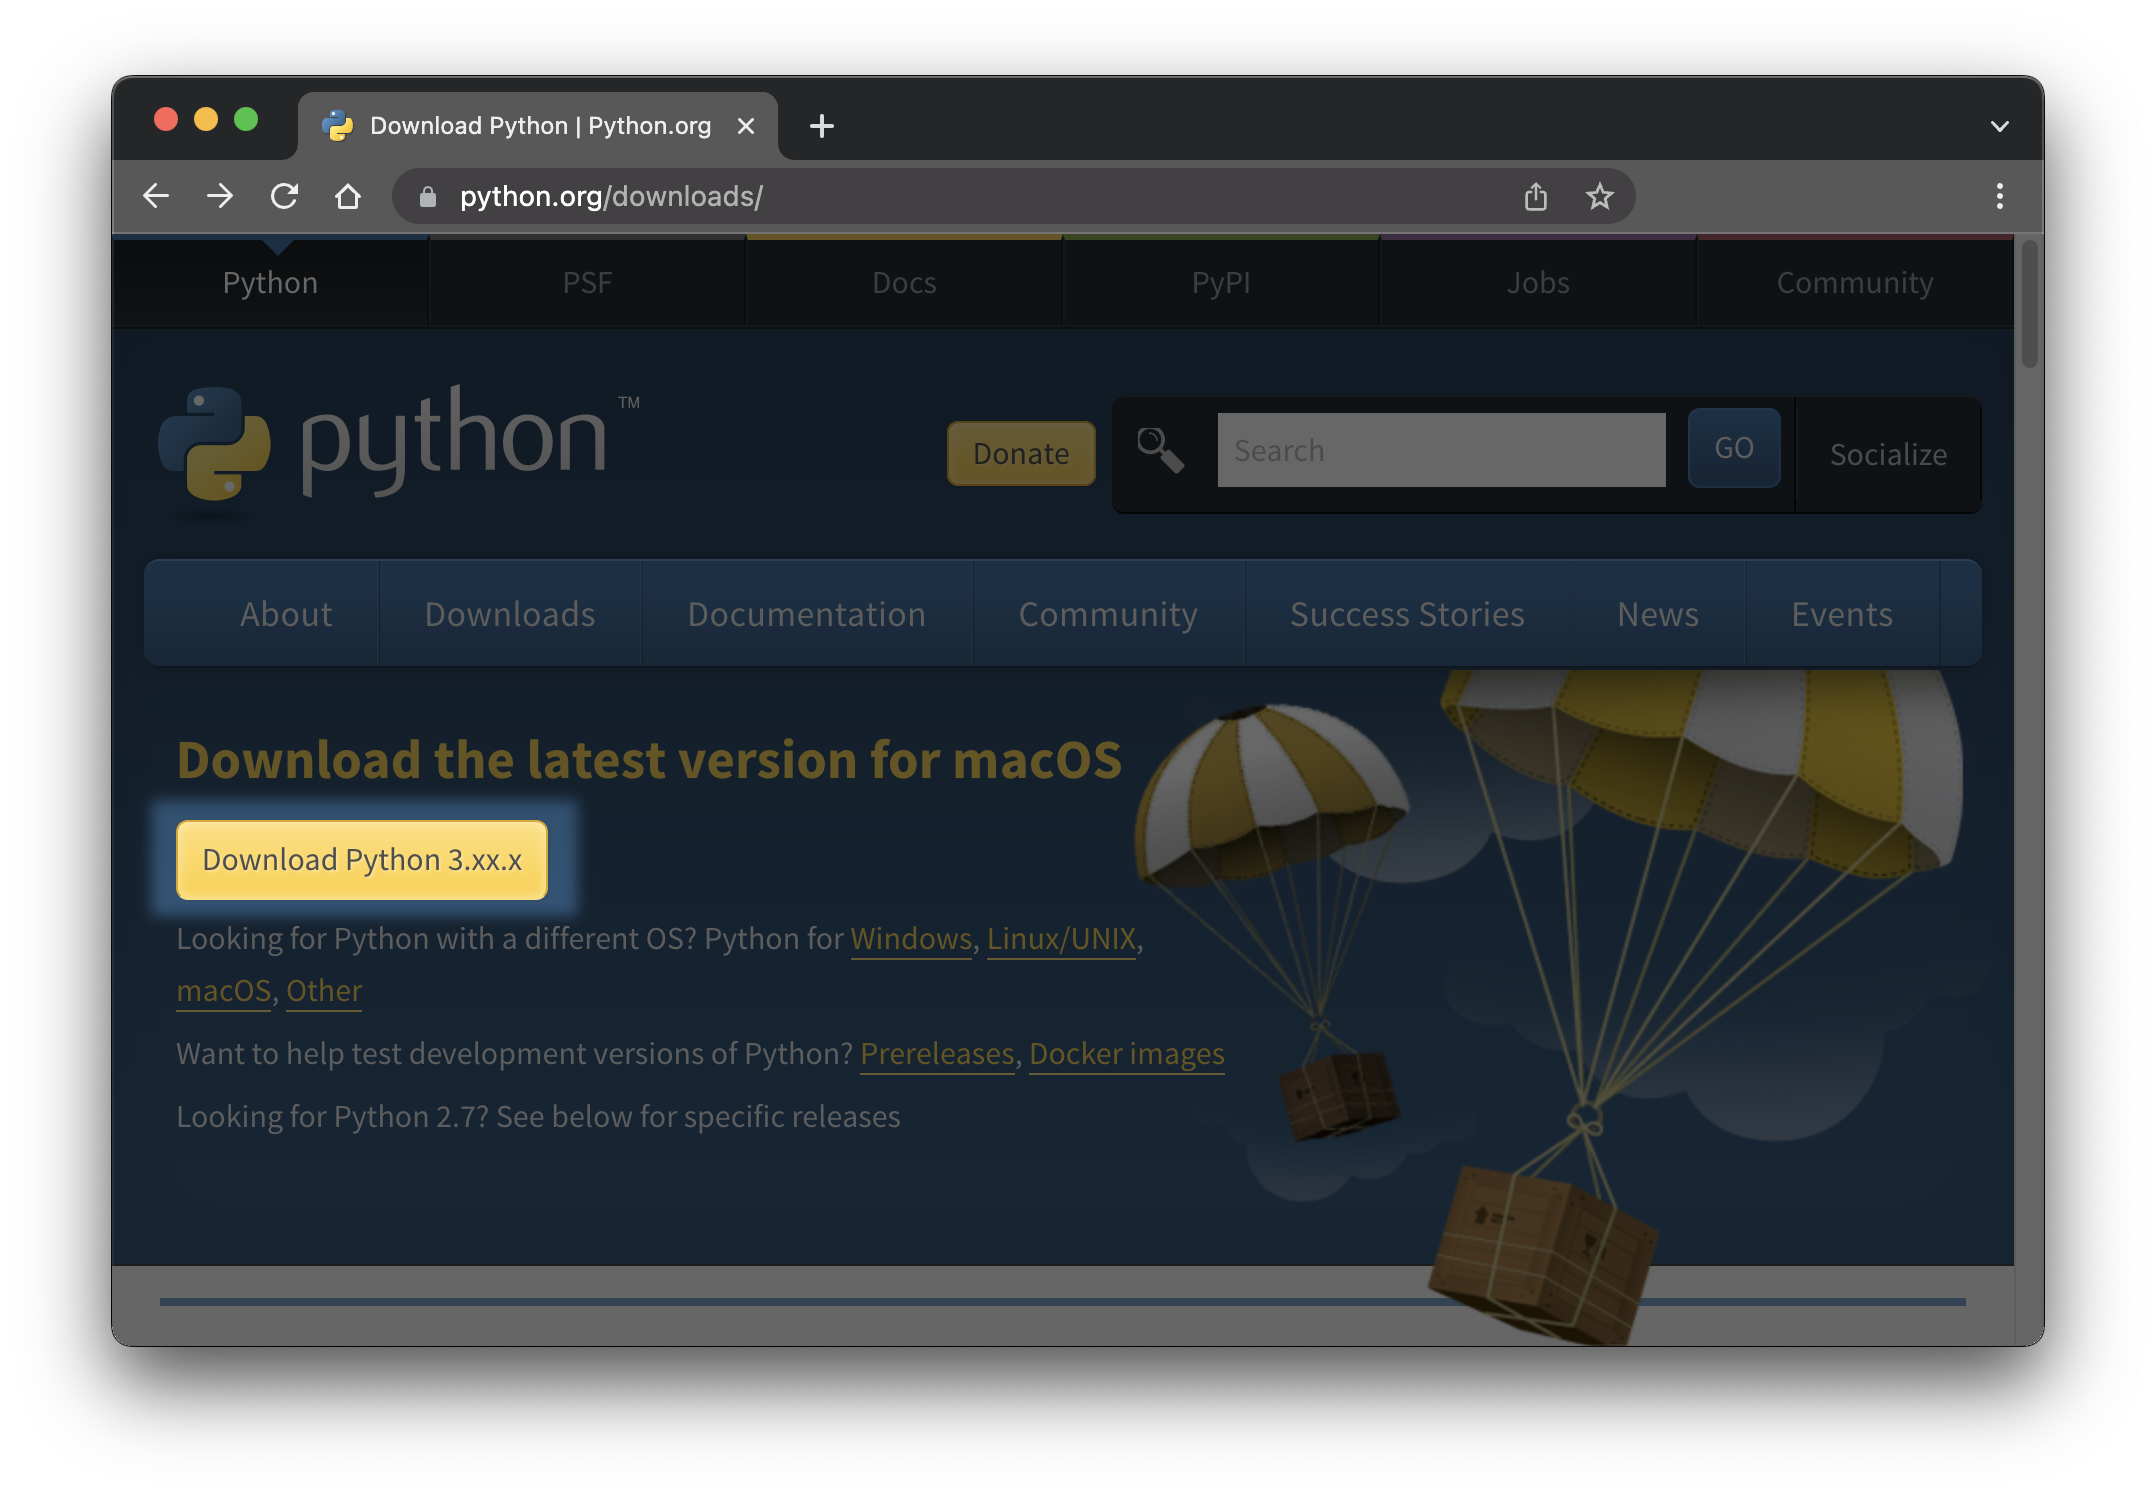 Download Python | Python.org
python.org/downloads/
Python
PSF
Docs
PyPI
Jobs
Community
python™
Donate
Search
GO
Socialize
About
Downloads
Documentation
Community
Success Stories
News
Events
Download the latest version for macOS
Download Python 3.xx.x
Looking for Python with a different OS? Python for Windows, Linux/UNIX,
macOS, Other
Want to help test development versions of Python? Prereleases, Docker images
Looking for Python 2.7? See below for specific releases